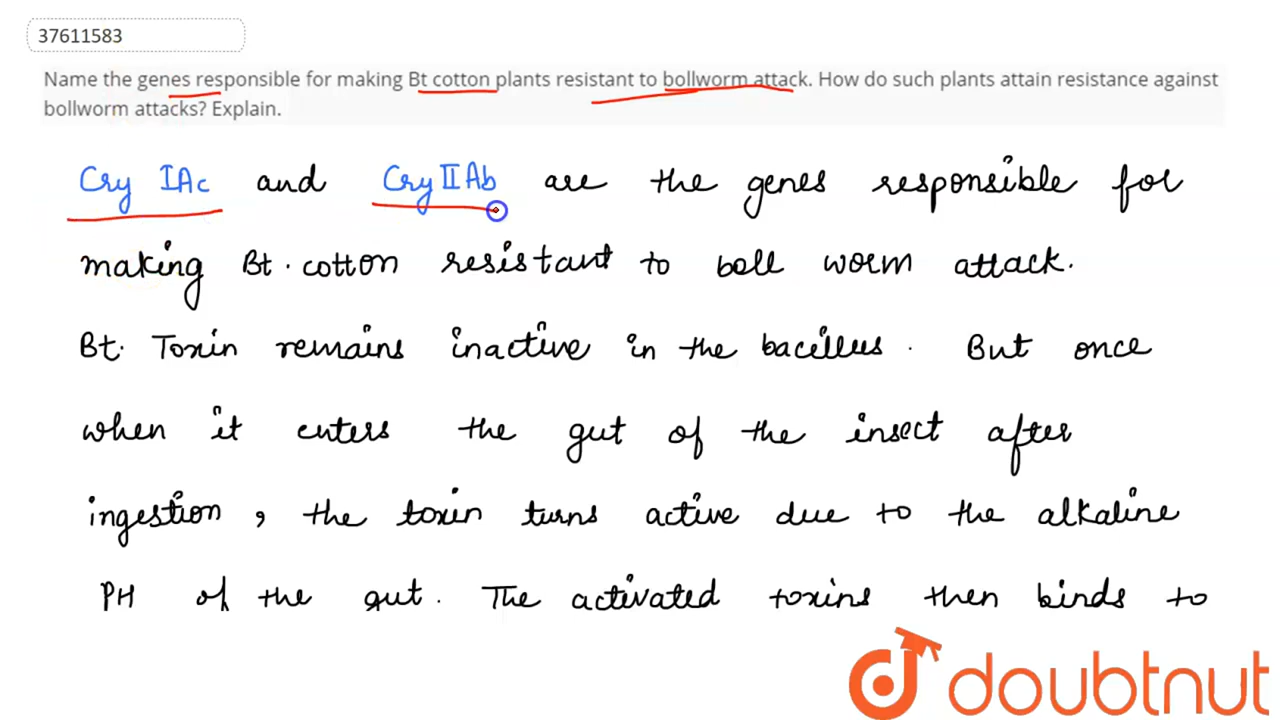 37611583
Name the genes responsible for making Bt cotton plants resistant to bollworm attack. How do such plants attain resistance against
bollworm attacks? Explain.
Cry IAc and Cry IIAb are the genes responsible for
making Bt. cotton resistant to boll worm attack.
Bt. Toxin remains inactive in the bacillus. But once
when it enters the gut of the insect after
ingestion, the toxin turns active due to the alkaline
PH of the gut. The activated toxins then binds to
doubtnut